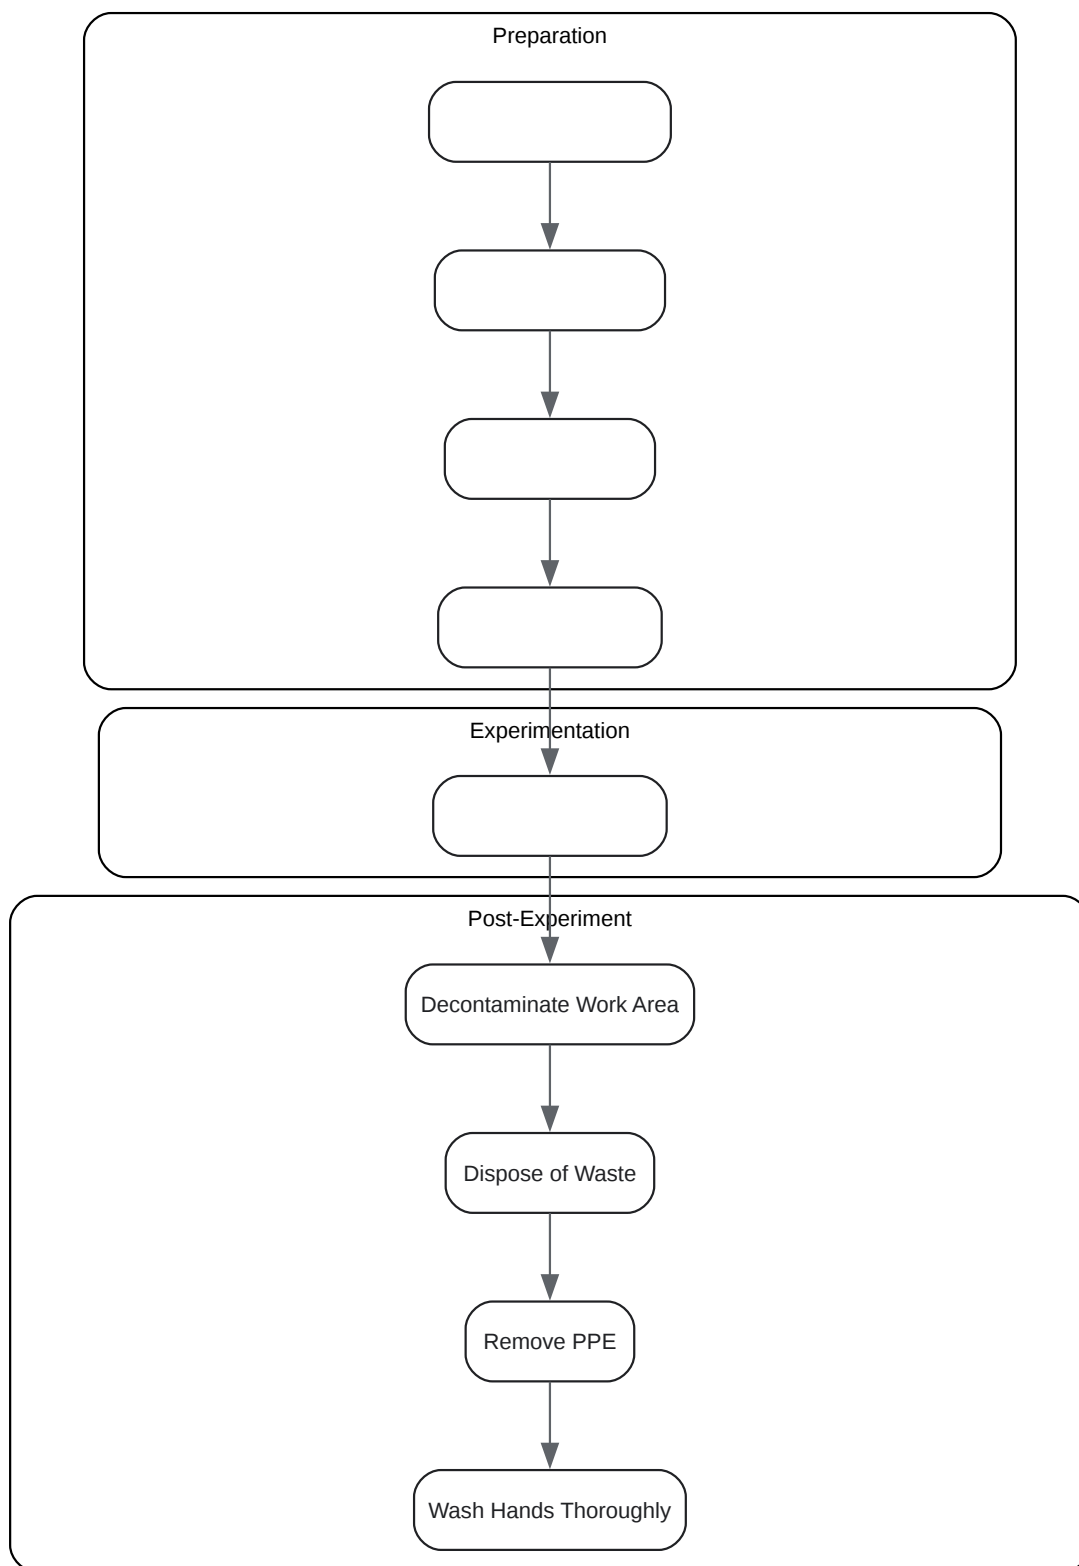 Preparation
Experimentation
Post-Experiment
Decontaminate Work Area
Dispose of Waste
Remove PPE
Wash Hands Thoroughly